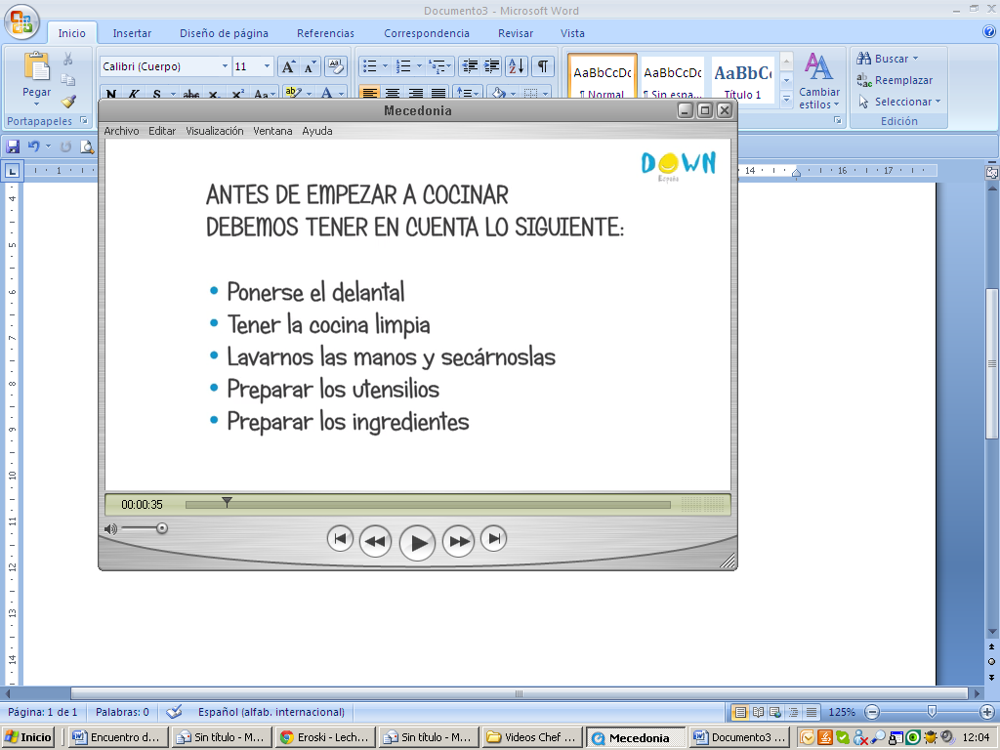 Documento3 - Microsoft Word
Inicio Insertar Diseño de página Referencias Correspondencia Revisar Vista
Calibri (Cuerpo) 11
Pegar
Portapapeles
AaBbCcDc AaBbCcDc AaBbC
¶ Normal ¶ Sin espa... Título 1
Cambiar
estilos
Buscar
Reemplazar
Seleccionar
Edición
Mecedonia
Archivo Editar Visualización Ventana Ayuda
DOWN
España
ANTES DE EMPEZAR A COCINAR
DEBEMOS TENER EN CUENTA LO SIGUIENTE:
• Ponerse el delantal
• Tener la cocina limpia
• Lavarnos las manos y secárnoslas
• Preparar los utensilios
• Preparar los ingredientes
00:00:35
Página: 1 de 1 Palabras: 0 Español (alfab. internacional) 125%
Inicio Encuentro d... Sin título - M... Eroski - Lech... Sin título - M... Videos Chef ... Mecedonia Documento3 ... 12:04